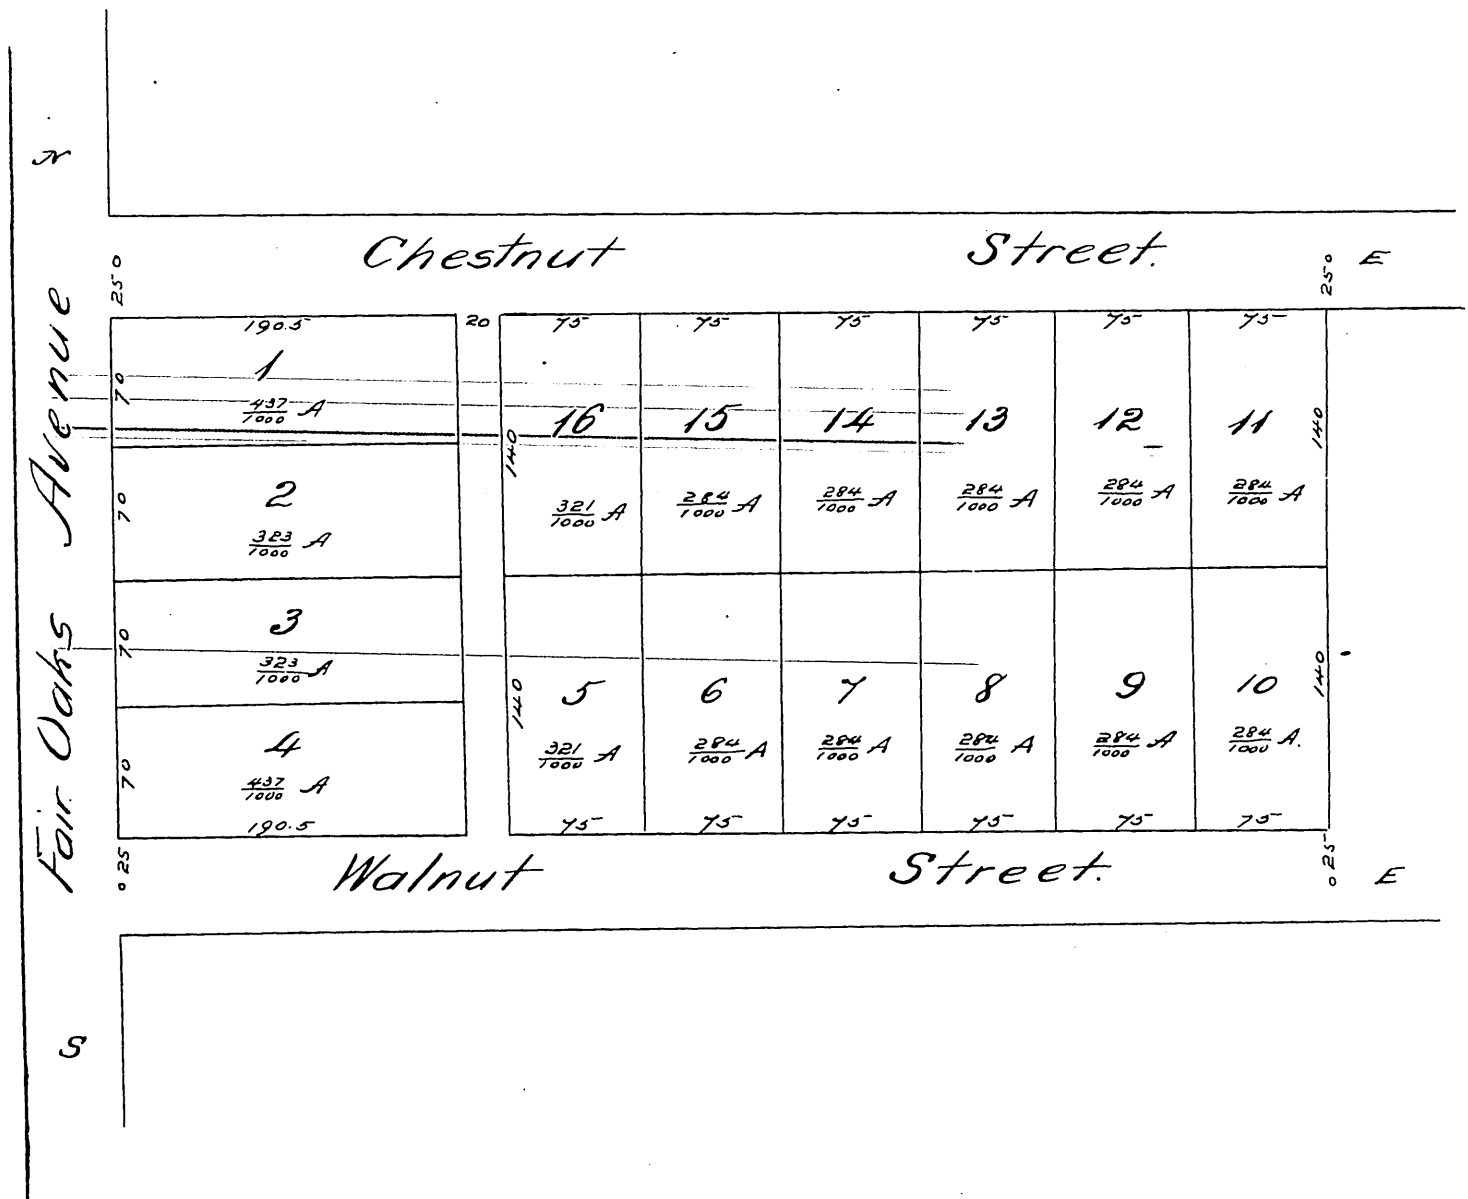 N
Chestnut Street. E
25 0
25 0
Fair Oaks Avenue
190.5
20
75 75 75 75 75 75
1
70
437/1000 A
2
70
323/1000 A
3
70
323/1000 A
4
70
437/1000 A
190.5
140
16 15 14 13 12 11
140
321/1000 A 284/1000 A 284/1000 A 284/1000 A 284/1000 A 284/1000 A
140
5 6 7 8 9 10
140
321/1000 A 284/1000 A 284/1000 A 284/1000 A 284/1000 A 284/1000 A.
75 75 75 75 75 75
0 25
0 25
Walnut Street. E
S